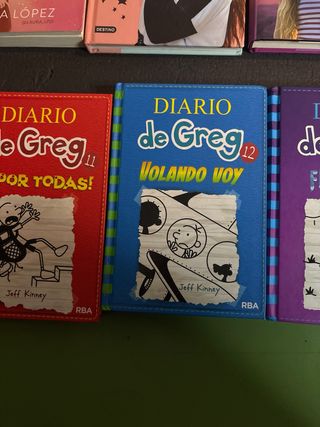 LÓPEZ
DESTINO
DIARIO
de Greg 11
POR TODAS!
Jeff Kinney
RBA
DIARIO
de Greg 12
VOLANDO VOY
Jeff Kinney
RBA
de